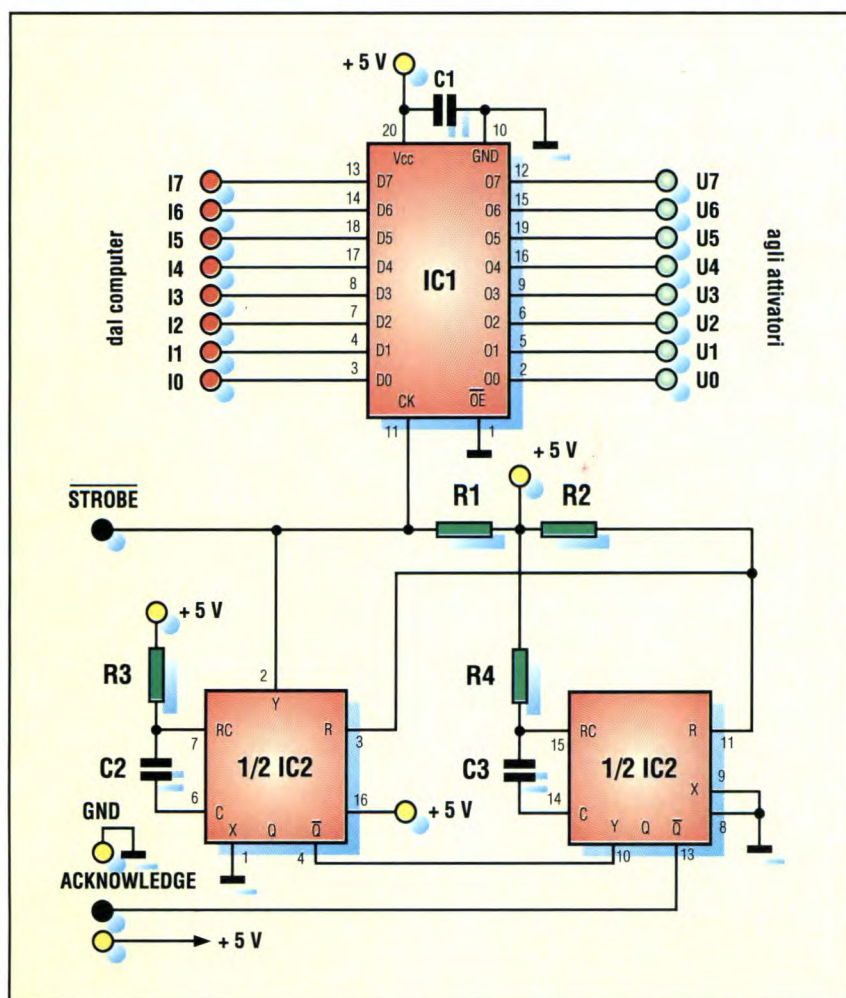 + 5 V
C1
20
10
Vcc
GND
dal computer
I7
13
D7
O7
12
U7
I6
14
D6
O6
15
U6
I5
18
D5
O5
19
U5
I4
17
D4
O4
16
U4
I3
8
D3
O3
9
U3
I2
7
D2
O2
6
U2
I1
4
D1
O1
5
U1
I0
3
D0
O0
2
U0
agli attivatori
IC1
CK
O̅E̅
11
1
+ 5 V
S̅T̅R̅O̅B̅E̅
R1
R2
+ 5 V
R3
2
Y
R4
7
RC
R
3
15
RC
R
11
C2
1/2 IC2
C3
1/2 IC2
X
9
6
C
16
+ 5 V
14
C
8
GND
X
Q
Q̅
Y
Q
Q̅
1
4
10
13
ACKNOWLEDGE
+ 5 V